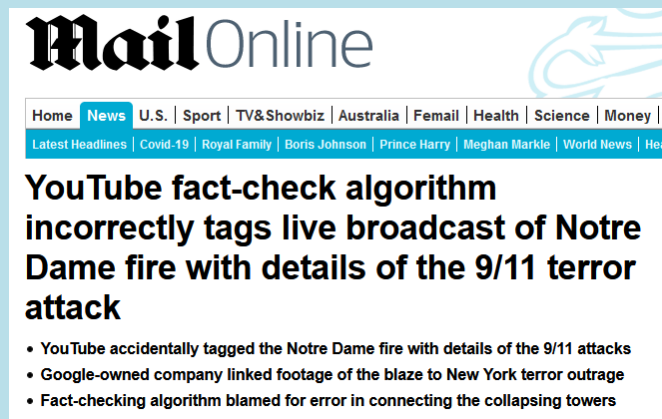 Mail Online
Home News U.S. Sport TV&Showbiz Australia Femail Health Science Money
Latest Headlines Covid-19 Royal Family Boris Johnson Prince Harry Meghan Markle World News
YouTube fact-check algorithm
incorrectly tags live broadcast of Notre
Dame fire with details of the 9/11 terror
attack
• YouTube accidentally tagged the Notre Dame fire with details of the 9/11 attacks
• Google-owned company linked footage of the blaze to New York terror outrage
• Fact-checking algorithm blamed for error in connecting the collapsing towers